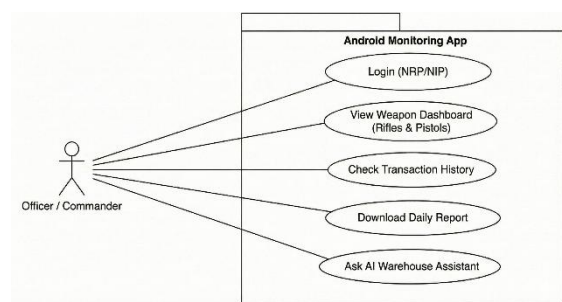 Android Monitoring App
Login (NRP/NIP)
View Weapon Dashboard
(Rifles & Pistols)
Check Transaction History
Officer / Commander
Download Daily Report
Ask AI Warehouse Assistant